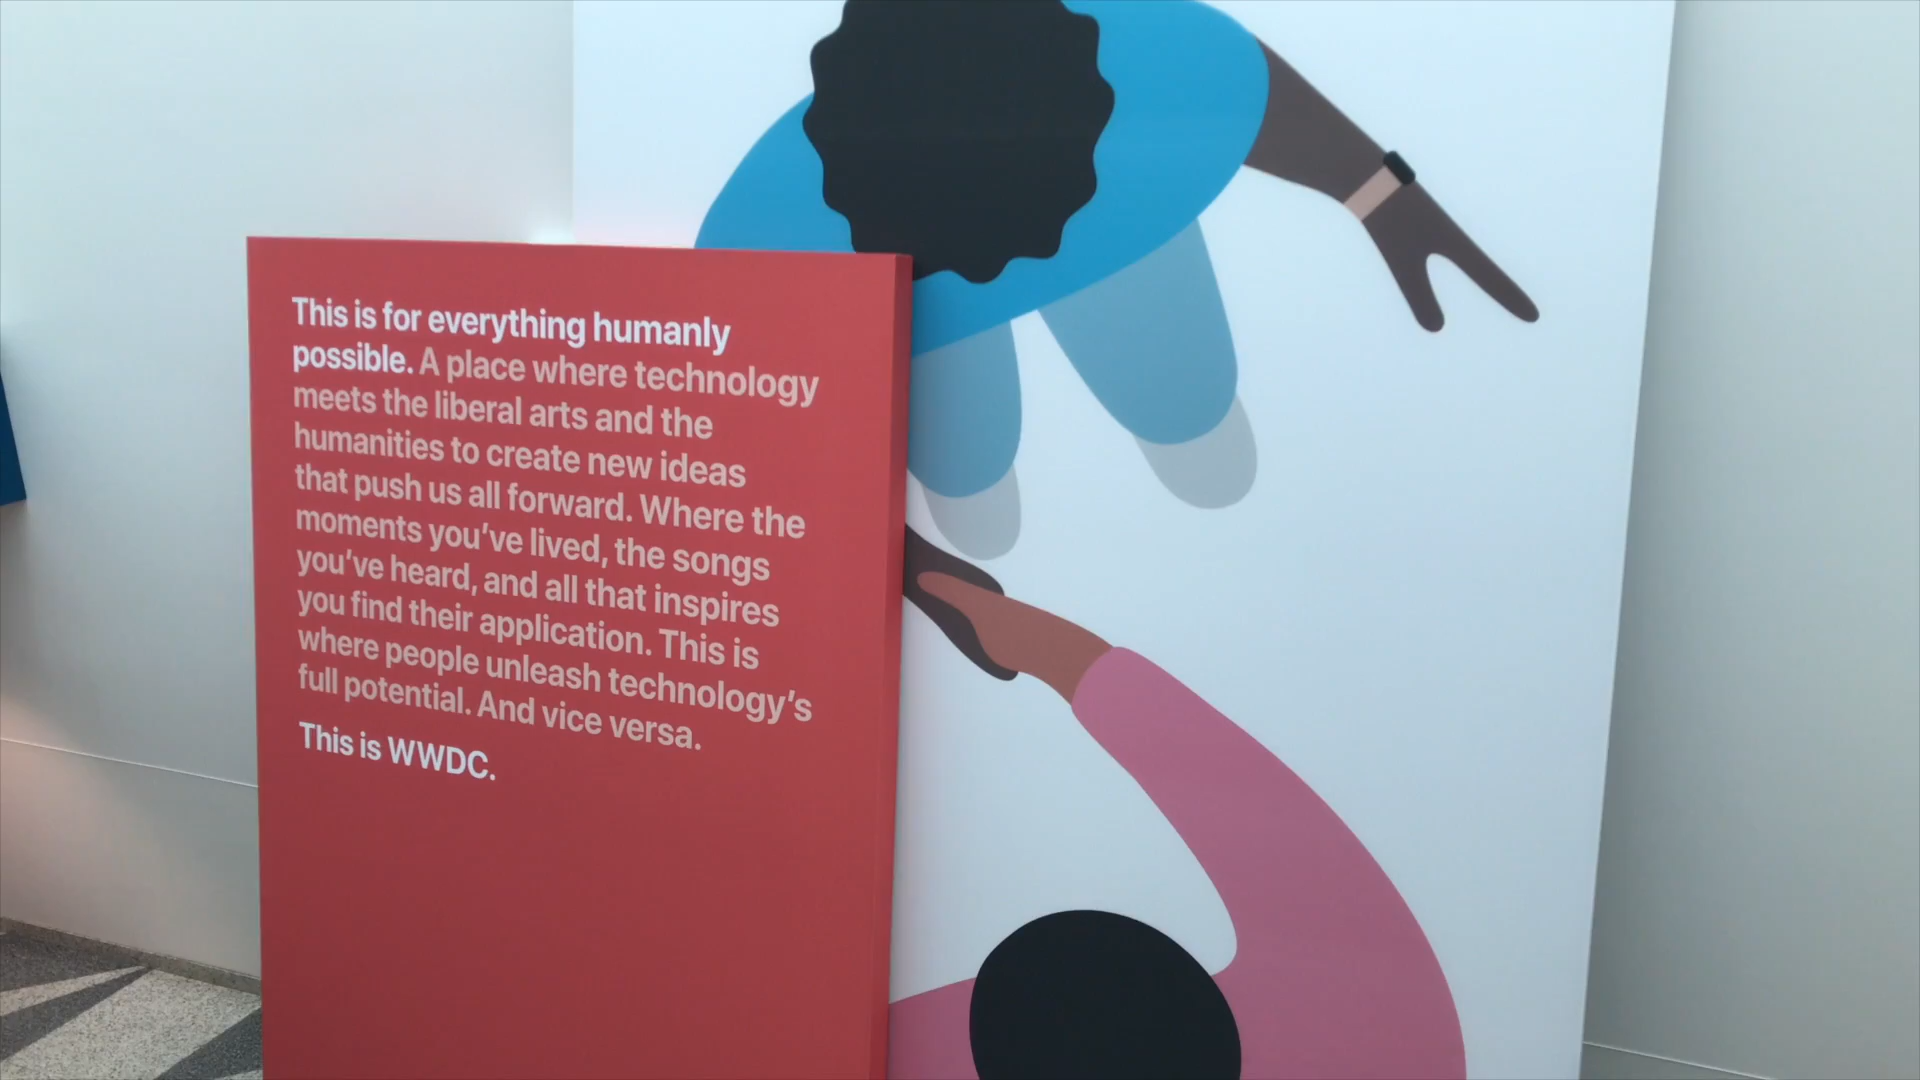 This is for everything humanly
possible. A place where technology
meets the liberal arts and the
humanities to create new ideas
that push us all forward. Where the
moments you’ve lived, the songs
you’ve heard, and all that inspires
you find their application. This is
where people unleash technology’s
full potential. And vice versa.
This is WWDC.